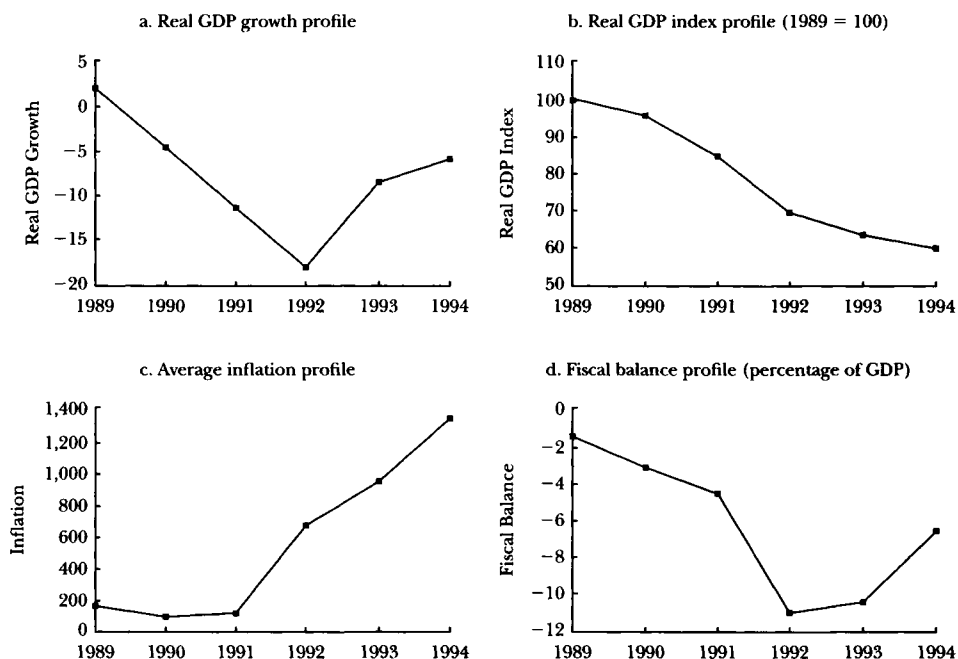 a. Real GDP growth profile
Real GDP Growth
5
0
−5
−10
−15
−20
1989 1990 1991 1992 1993 1994
b. Real GDP index profile (1989 = 100)
Real GDP Index
110
100
90
80
70
60
50
1989 1990 1991 1992 1993 1994
c. Average inflation profile
Inflation
1,400
1,200
1,000
800
600
400
200
0
1989 1990 1991 1992 1993 1994
d. Fiscal balance profile (percentage of GDP)
Fiscal Balance
0
−2
−4
−6
−8
−10
−12
1989 1990 1991 1992 1993 1994